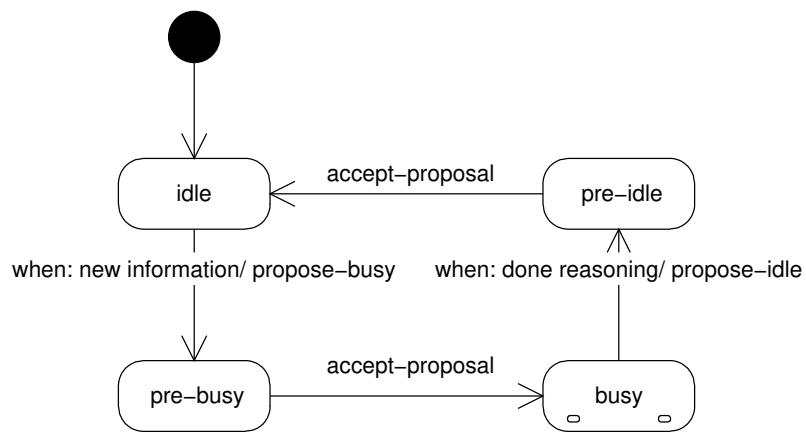 accept−proposal
idle
pre−idle
when: new information/ propose−busy
when: done reasoning/ propose−idle
accept−proposal
pre−busy
busy